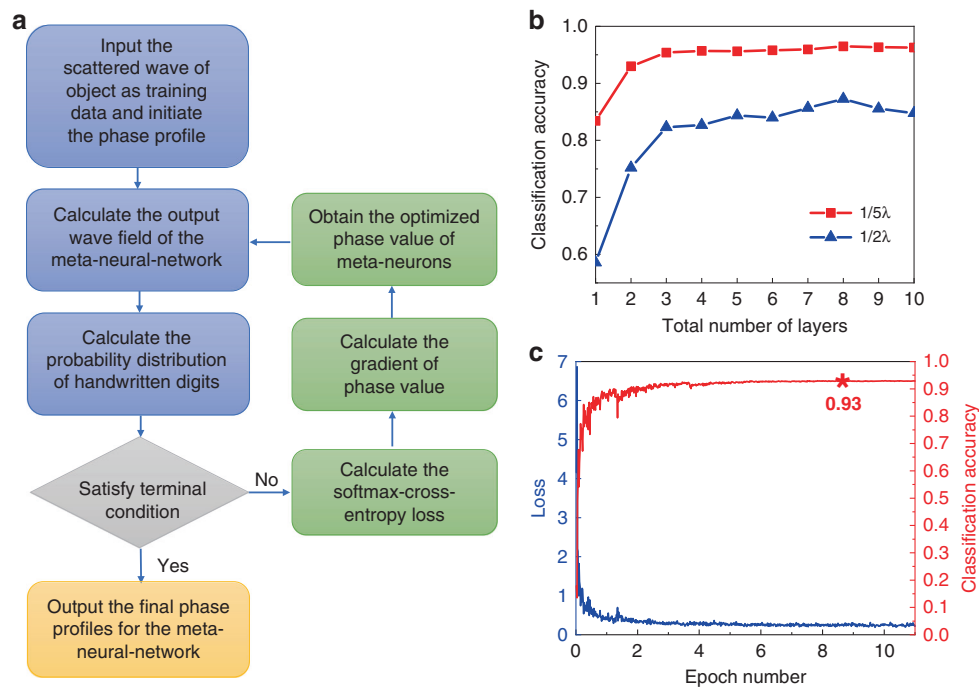 a
Input the
scattered wave of
object as training
data and initiate
the phase profile
Calculate the output
wave field of the
meta-neural-network
Calculate the
probability distribution
of handwritten digits
Satisfy terminal
condition
No
Yes
Output the final phase
profiles for the meta-
neural-network
Obtain the optimized
phase value of
meta-neurons
Calculate the
gradient of
phase value
Calculate the
softmax-cross-
entropy loss
b
1.0
0.9
0.8
0.7
0.6
Classification accuracy
1/5λ
1/2λ
1 2 3 4 5 6 7 8 9 10
Total number of layers
c
7
6
5
4
3
2
1
0
Loss
0.93
1.0
0.9
0.8
0.7
0.6
0.5
0.4
0.3
0.2
0.1
0.0
Classification accuracy
0 2 4 6 8 10
Epoch number